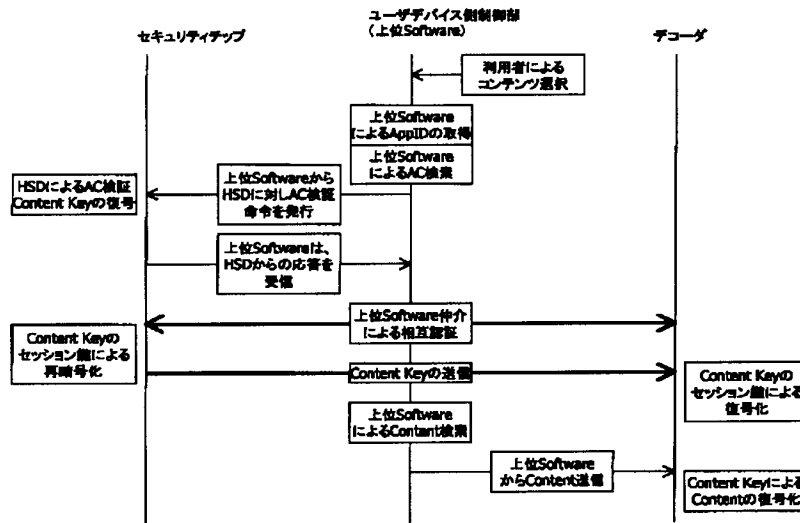 セキュリティチップ
ユーザデバイス側制御部
(上位Software)
デコーダ
利用者による
コンテンツ選択
上位Software
によるAppIDの取得
上位Software
によるAC検索
上位Softwareから
HSDに対しAC検証
命令を発行
HSDによるAC検証
Content Keyの復号
上位Softwareは、
HSDからの応答を
受信
上位Software仲介
による相互認証
Content Keyの
セッション鍵による
再暗号化
Content Keyの送信
Content Keyの
セッション鍵による
復号化
上位Software
によるContent検索
上位Software
からContent送信
Content Keyによる
Contentの復号化